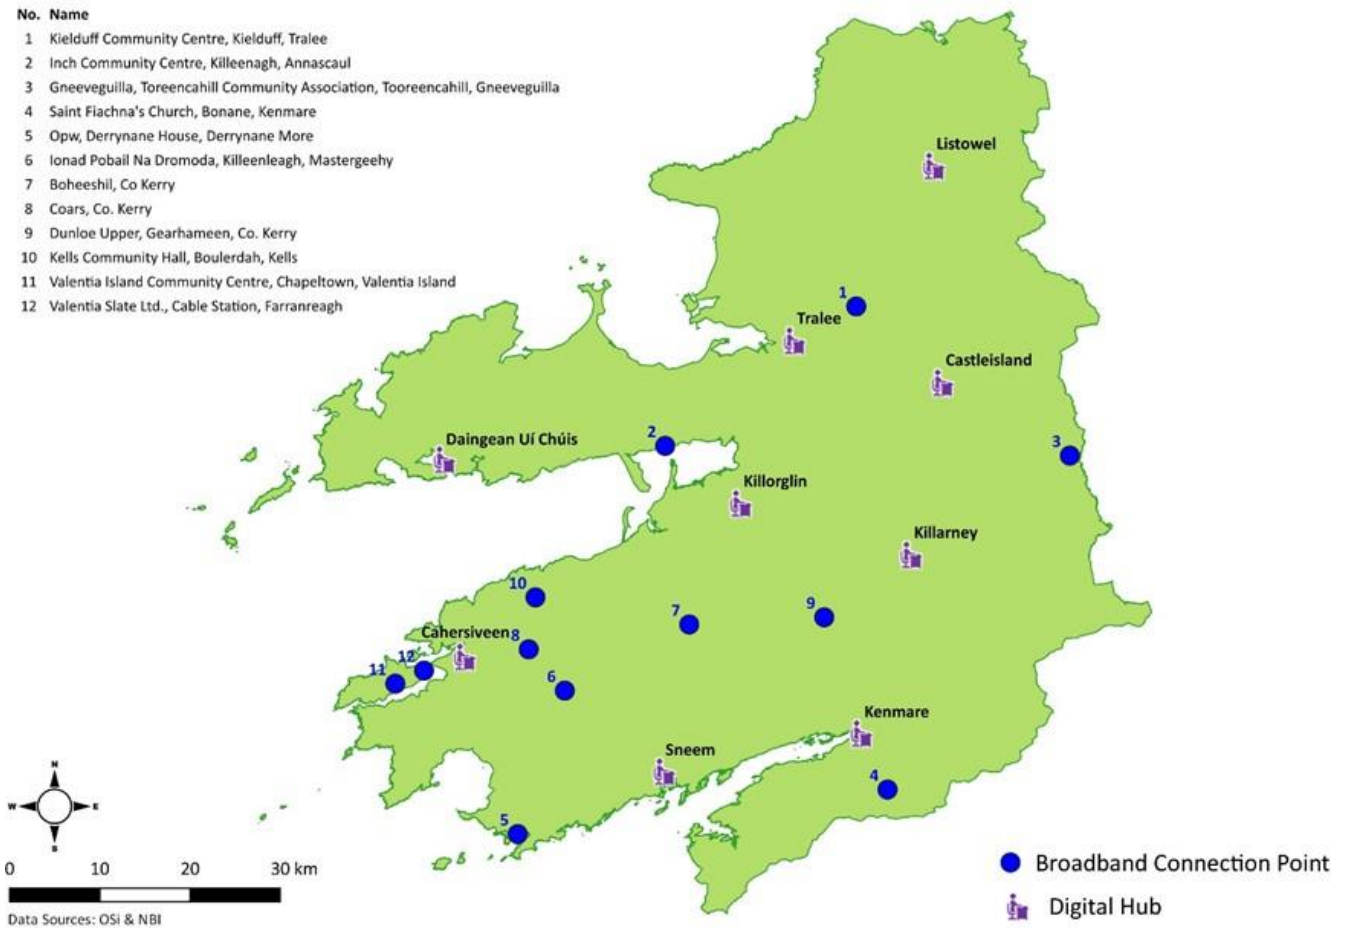 No. Name
1 Kielduff Community Centre, Kielduff, Tralee
2 Inch Community Centre, Killeenagh, Annascaul
3 Gneeveguilla, Toreencahill Community Association, Tooreencahill, Gneeveguilla
4 Saint Fiachna's Church, Bonane, Kenmare
5 Opw, Derrynane House, Derrynane More
6 Ionad Pobail Na Dromoda, Killeenleagh, Mastergeehy
7 Boheeshil, Co Kerry
8 Coars, Co. Kerry
9 Dunloe Upper, Gearhameen, Co. Kerry
10 Kells Community Hall, Boulerdah, Kells
11 Valentia Island Community Centre, Chapeltown, Valentia Island
12 Valentia Slate Ltd., Cable Station, Farranreagh
Listowel
1
Tralee
Castleisland
2
Daingean Uí Chúis
3
Killorglin
Killarney
10
7
9
Cahersiveen
8
12
11
6
Kenmare
Sneem
4
5
N
W E
S
0 10 20 30 km
Data Sources: OSi & NBI
Broadband Connection Point
Digital Hub